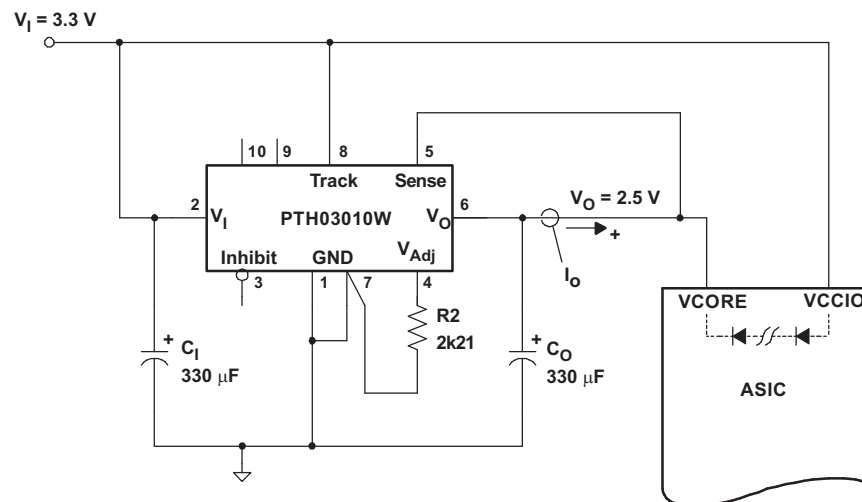 V_I = 3.3 V
10 9 8 5
Track Sense
2 V_I PTH03010W V_O 6
V_O = 2.5 V
+
Inhibit GND V_Adj
3 1 7 4
I_o
R2
2k21
VCORE VCCIO
+ C_I
330 μF
+ C_O
330 μF
ASIC